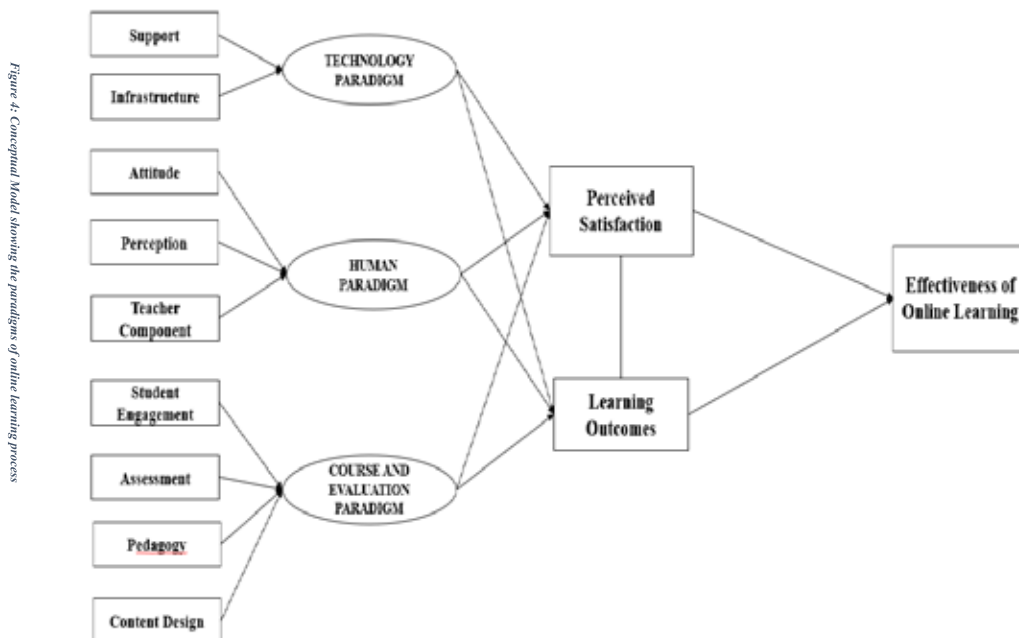 Figure 4: Conceptual Model showing the paradigms of online learning process
Support
Infrastructure
TECHNOLOGY
PARADIGM
Attitude
Perception
Teacher
Component
HUMAN
PARADIGM
Student
Engagement
Assessment
Pedagogy
Content Design
COURSE AND
EVALUATION
PARADIGM
Perceived
Satisfaction
Learning
Outcomes
Effectiveness of
Online Learning